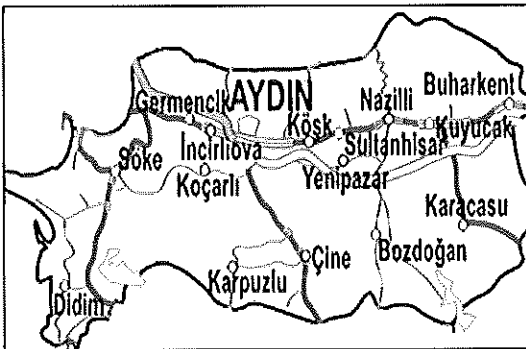 Buharkent
Germencik
AYDIN
Nazilli
Köşk
Kuyucak
İncirliova
Sultanhisar
Söke
Koçarlı
Yenipazar
Karacasu
Bozdoğan
Çine
Karpuzlu
Didim